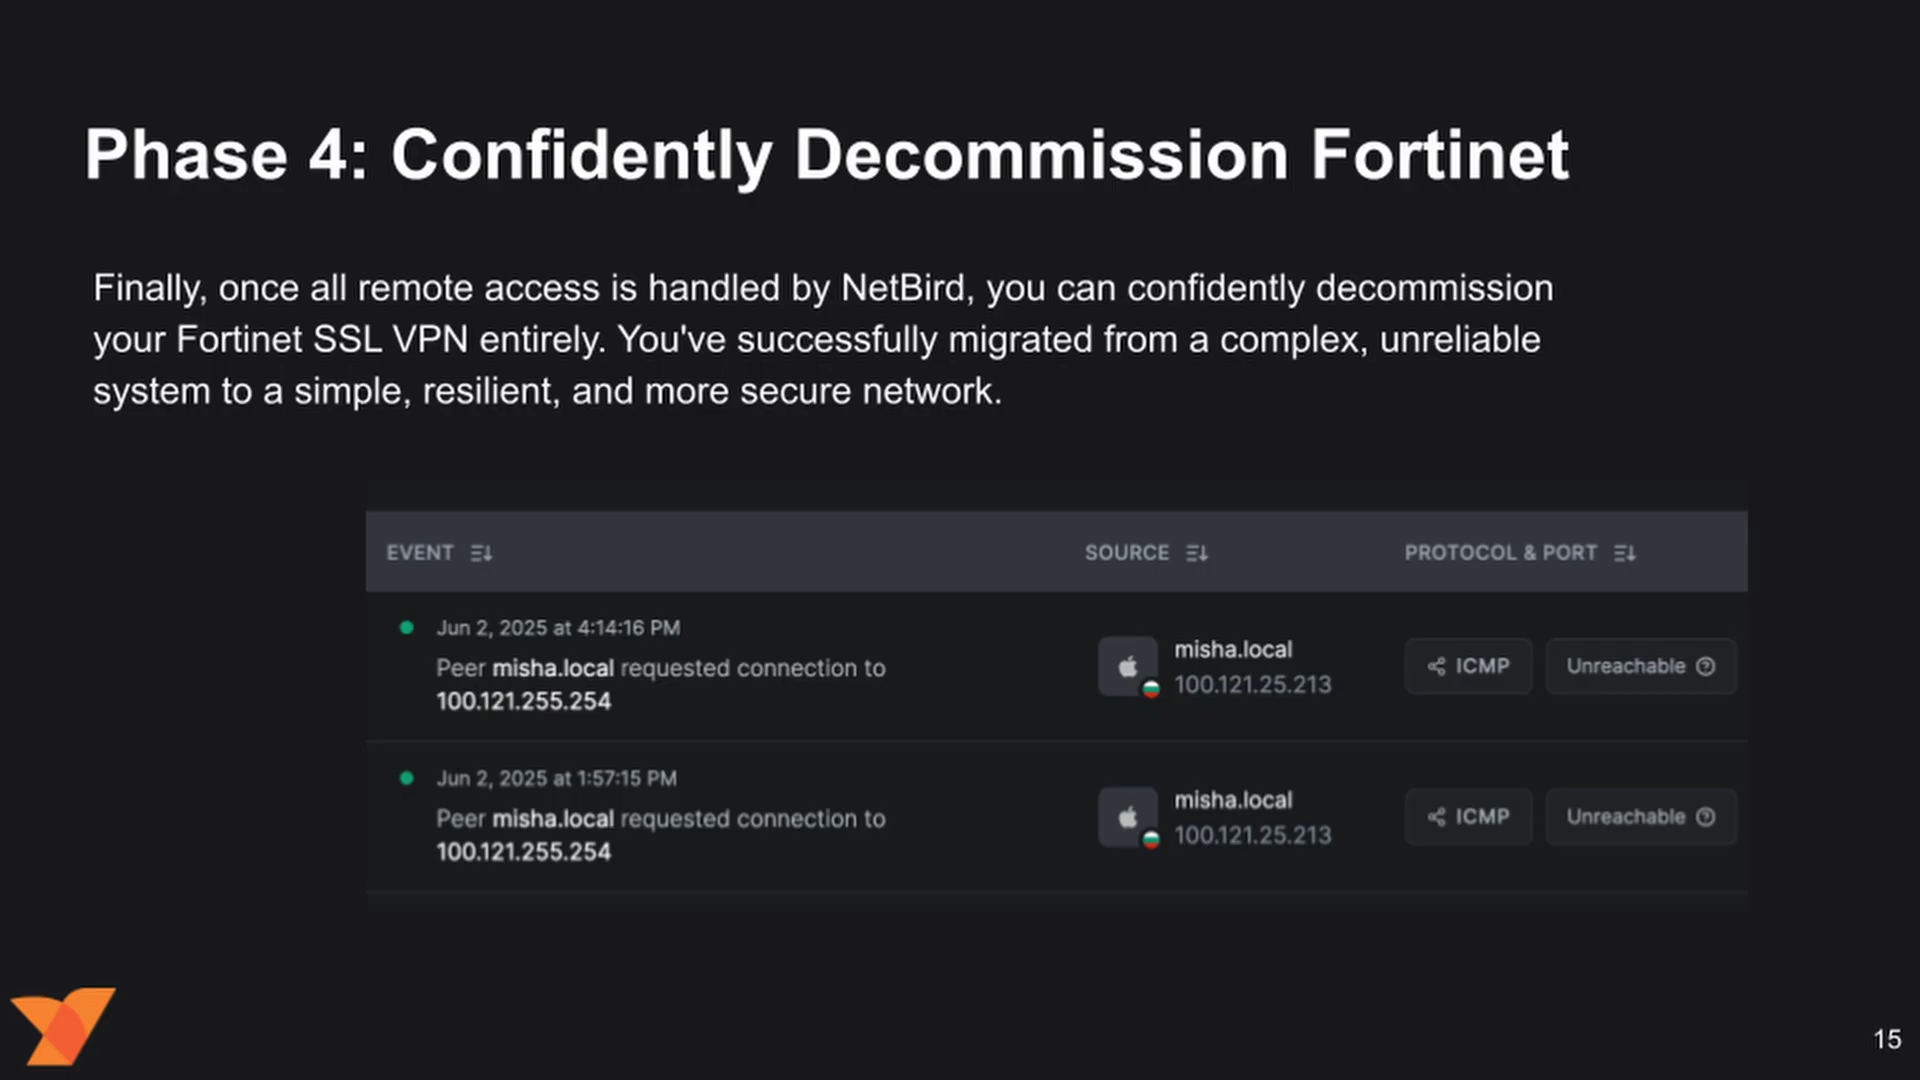 Phase 4: Confidently Decommission Fortinet
Finally, once all remote access is handled by NetBird, you can confidently decommission
your Fortinet SSL VPN entirely. You've successfully migrated from a complex, unreliable
system to a simple, resilient, and more secure network.
EVENT SOURCE PROTOCOL & PORT
Jun 2, 2025 at 4:14:16 PM
Peer misha.local requested connection to
100.121.255.254
misha.local
100.121.25.213
ICMP Unreachable
Jun 2, 2025 at 1:57:15 PM
Peer misha.local requested connection to
100.121.255.254
misha.local
100.121.25.213
ICMP Unreachable
15